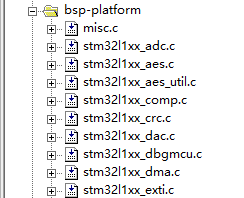 bsp-platform
misc.c
stm32l1xx_adc.c
stm32l1xx_aes.c
stm32l1xx_aes_util.c
stm32l1xx_comp.c
stm32l1xx_crc.c
stm32l1xx_dac.c
stm32l1xx_dbgmcu.c
stm32l1xx_dma.c
stm32l1xx_exti.c